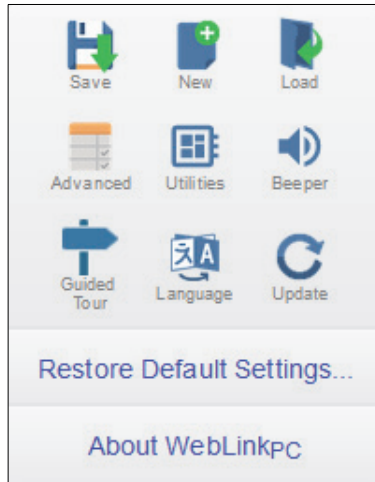 Save New Load
Advanced Utilities Beeper
Guided
Tour
Language Update
Restore Default Settings...
About WebLinkPC